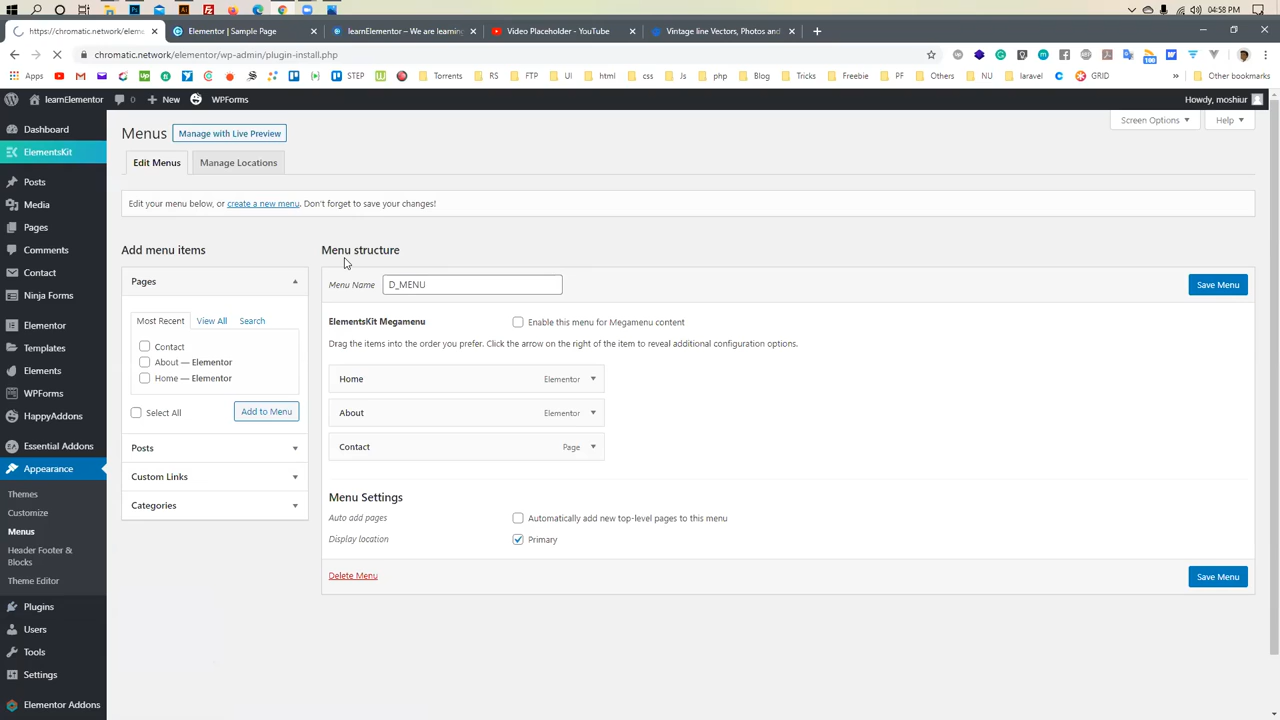 04:58 PM
https://chromatic.network/eleme
Elementor | Sample Page
learnElementor – We are learning
Video Placeholder - YouTube
Vintage line Vectors, Photos and
chromatic.network/elementor/wp-admin/plugin-install.php
Apps
STEP
Torrents
RS
FTP
UI
html
css
Js
php
Blog
Tricks
Freebie
PF
Others
NU
laravel
GRID
Other bookmarks
learnElementor
0
New
WPForms
Howdy, moshiur
Dashboard
ElementsKit
Posts
Media
Pages
Comments
Contact
Ninja Forms
Elementor
Templates
Elements
WPForms
HappyAddons
Essential Addons
Appearance
Themes
Customize
Menus
Header Footer &
Blocks
Theme Editor
Plugins
Users
Tools
Settings
Elementor Addons
Menus
Manage with Live Preview
Screen Options
Help
Edit Menus
Manage Locations
Edit your menu below, or create a new menu. Don't forget to save your changes!
Add menu items
Pages
Most Recent
View All
Search
Contact
About — Elementor
Home — Elementor
Select All
Add to Menu
Posts
Custom Links
Categories
Menu structure
Menu Name
D_MENU
Save Menu
ElementsKit Megamenu
Enable this menu for Megamenu content
Drag the items into the order you prefer. Click the arrow on the right of the item to reveal additional configuration options.
Home
Elementor
About
Elementor
Contact
Page
Menu Settings
Auto add pages
Automatically add new top-level pages to this menu
Display location
Primary
Delete Menu
Save Menu